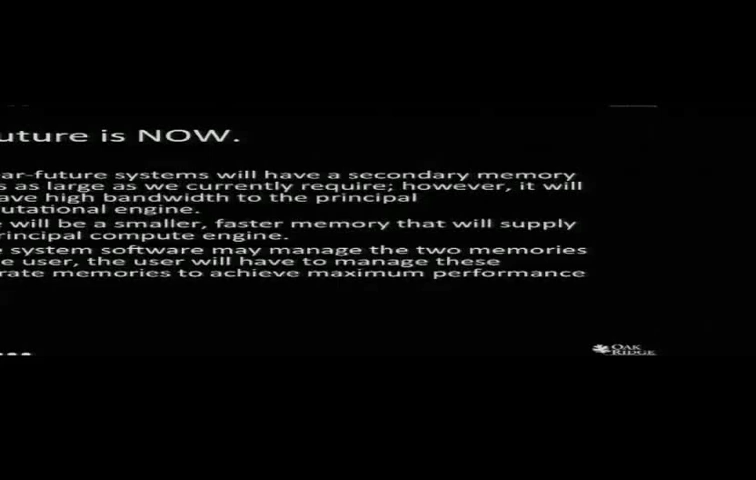 uture is NOW.
ar-future systems will have a secondary memory
s as large as we currently require; however, it will
ave high bandwidth to the principal
utational engine.
e will be a smaller, faster memory that will supply
rincipal compute engine.
e system software may manage the two memories
e user, the user will have to manage these
rate memories to achieve maximum performance
OAK
RIDGE